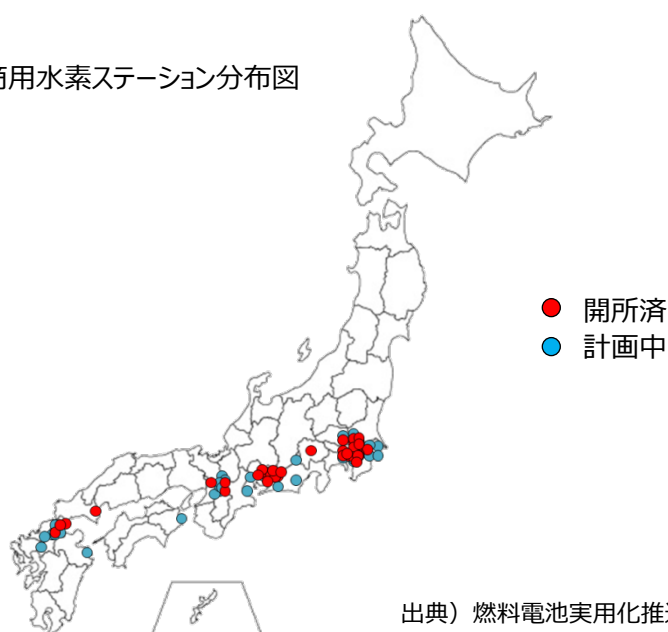 商用水素ステーション分布図
開所済
計画中
出典）燃料電池実用化推進